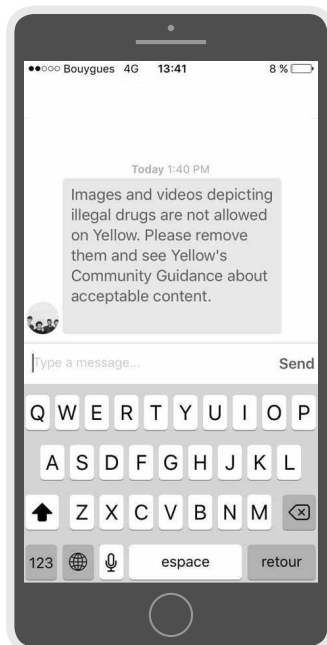 Bouygues 4G 13:41 8 %
Today 1:40 PM
Images and videos depicting
illegal drugs are not allowed
on Yellow. Please remove
them and see Yellow's
Community Guidance about
acceptable content.
Type a message... Send
Q W E R T Y U I O P
A S D F G H J K L
Z X C V B N M
123 espace retour